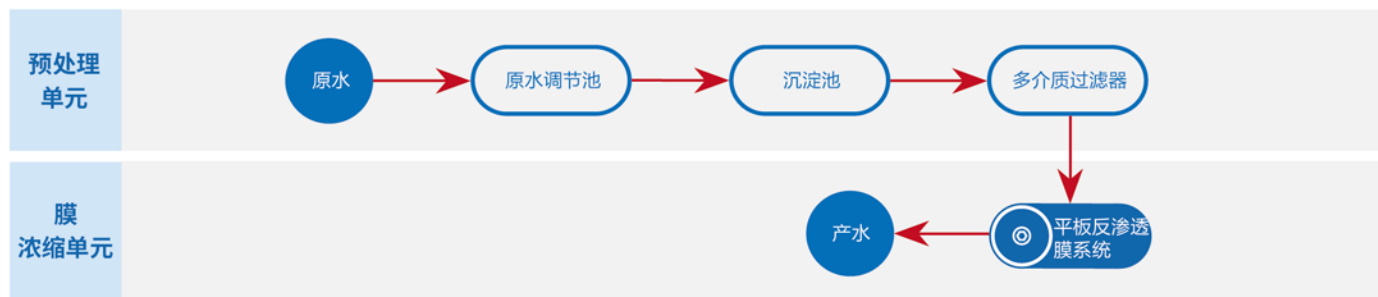 预处理
单元
原水
原水调节池
沉淀池
多介质过滤器
膜
浓缩单元
产水
平板反渗透
膜系统